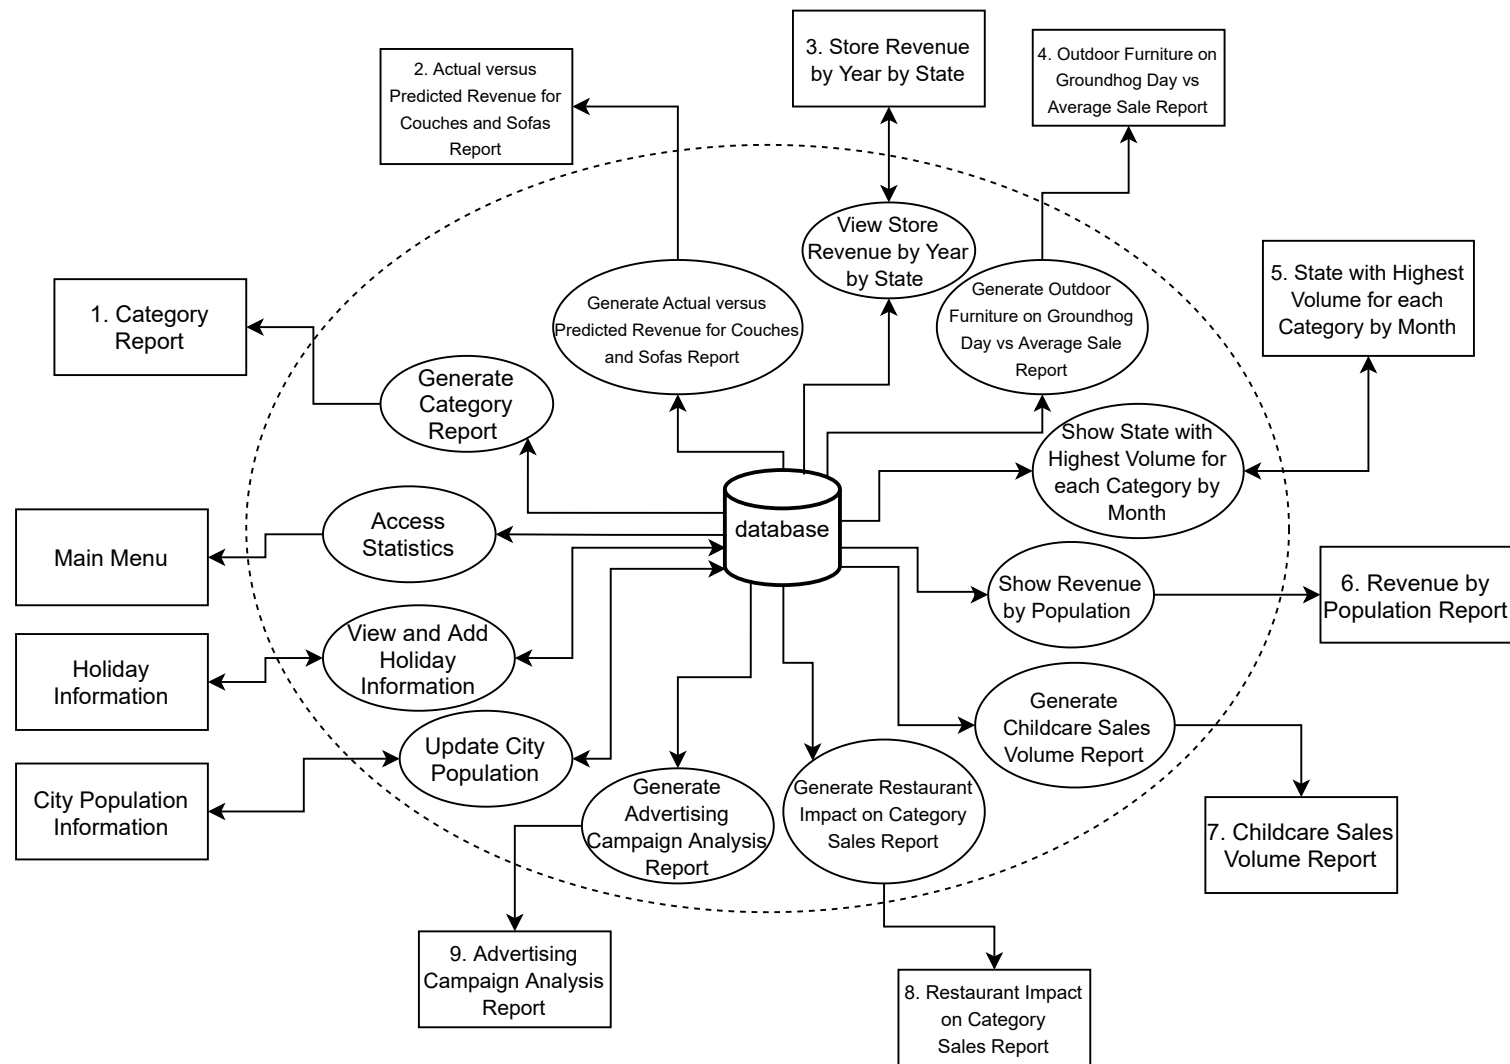 3. Store Revenue
by Year by State
4. Outdoor Furniture on
Groundhog Day vs
Average Sale Report
2. Actual versus
Predicted Revenue for
Couches and Sofas
Report
View Store
Revenue by Year
by State
5. State with Highest
Volume for each
Category by Month
1. Category
Report
Generate Actual versus
Predicted Revenue for Couches
and Sofas Report
Generate Outdoor
Furniture on Groundhog
Day vs Average Sale
Report
Generate
Category
Report
Show State with
Highest Volume for
each Category by
Month
Access
Statistics
database
Main Menu
Show Revenue
by Population
6. Revenue by
Population Report
View and Add
Holiday
Information
Holiday
Information
Generate
Childcare Sales
Volume Report
Update City
Population
City Population
Information
Generate
Advertising
Campaign Analysis
Report
Generate Restaurant
Impact on Category
Sales Report
7. Childcare Sales
Volume Report
9. Advertising
Campaign Analysis
Report
8. Restaurant Impact
on Category
Sales Report